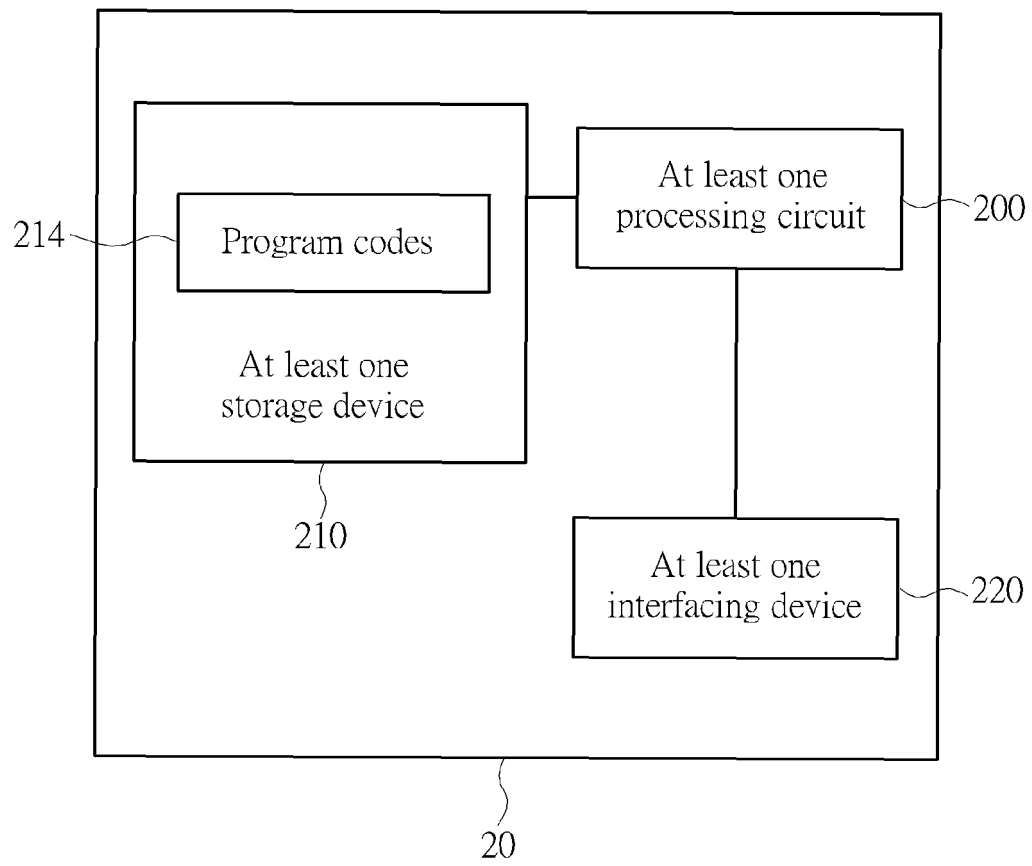 At least one
processing circuit
200
214
Program codes
At least one
storage device
210
At least one
interfacing device
220
20